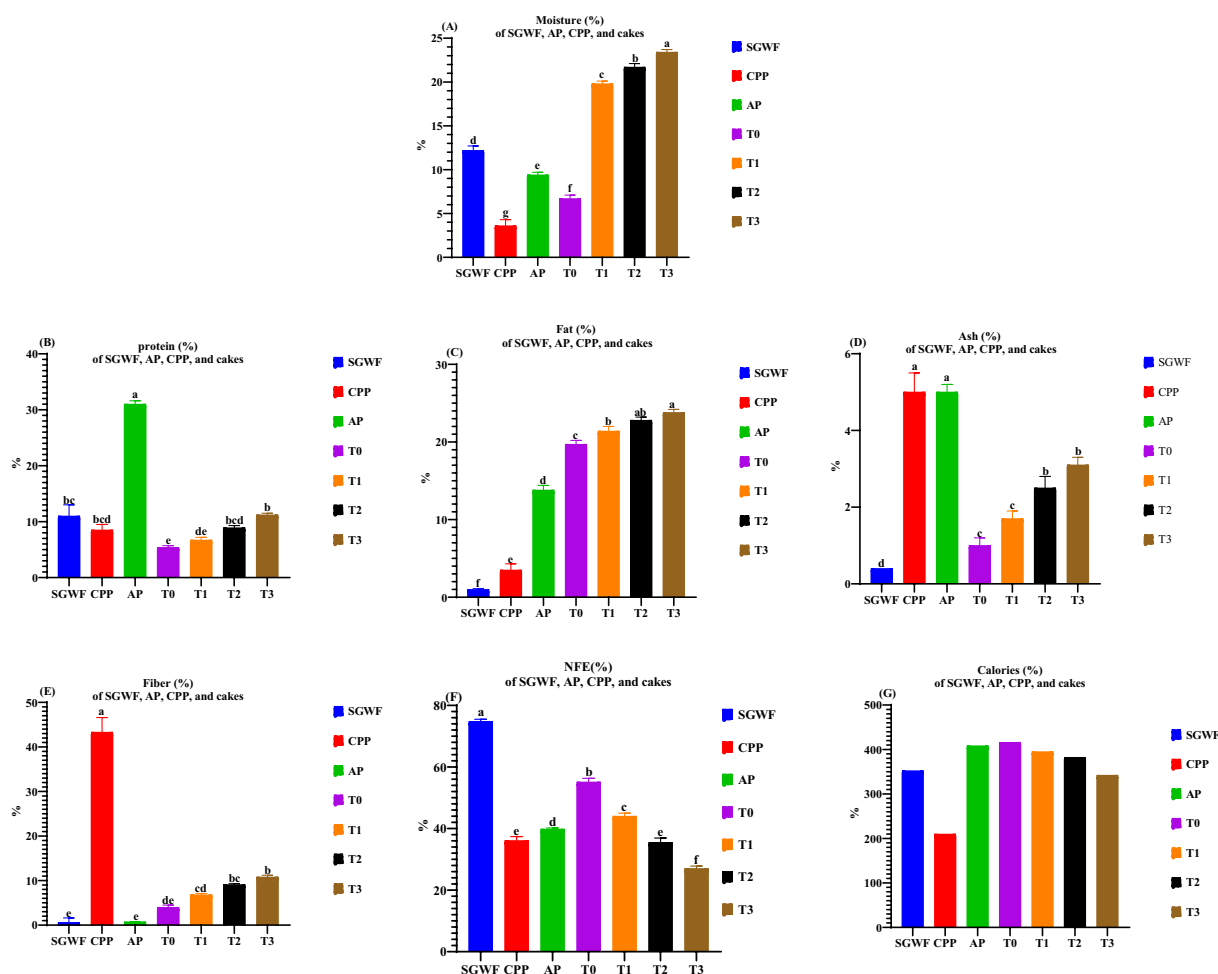 (A)
Moisture (%)
of SGWF, AP, CPP, and cakes
25
20
15
10
5
0
%
d
g
e
f
c
b
a
SGWF CPP AP T0 T1 T2 T3
SGWF
CPP
AP
T0
T1
T2
T3
(B)
protein (%)
of SGWF, AP, CPP, and cakes
40
30
20
10
0
%
bc
bcd
a
e
de
bcd
b
SGWF CPP AP T0 T1 T2 T3
SGWF
CPP
AP
T0
T1
T2
T3
(C)
Fat (%)
of SGWF, AP, CPP, and cakes
30
20
10
0
%
f
e
d
c
b
ab
a
SGWF CPP AP T0 T1 T2 T3
SGWF
CPP
AP
T0
T1
T2
T3
(D)
Ash (%)
of SGWF, AP, CPP, and cakes
6
4
2
0
%
d
a
a
c
c
b
b
SGWF CPP AP T0 T1 T2 T3
SGWF
CPP
AP
T0
T1
T2
T3
(E)
Fiber (%)
of SGWF, AP, CPP, and cakes
50
40
30
20
10
0
%
e
a
e
de
cd
bc
b
SGWF CPP AP T0 T1 T2 T3
SGWF
CPP
AP
T0
T1
T2
T3
(F)
NFE(%)
of SGWF, AP, CPP, and cakes
80
60
40
20
0
%
a
e
d
b
c
e
f
SGWF CPP AP T0 T1 T2 T3
SGWF
CPP
AP
T0
T1
T2
T3
(G)
Calories (%)
of SGWF, AP, CPP, and cakes
500
400
300
200
100
0
%
SGWF CPP AP T0 T1 T2 T3
SGWF
CPP
AP
T0
T1
T2
T3